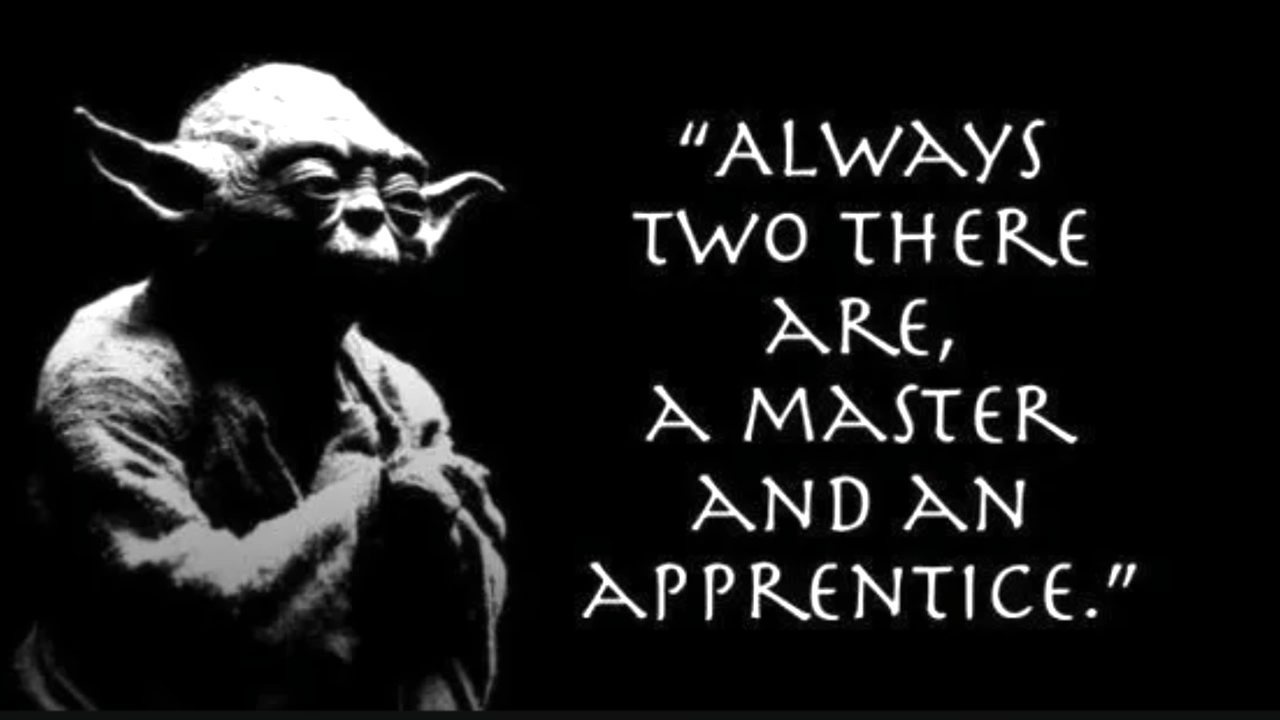 “ALWAYS
TWO THERE
ARE,
A MASTER
AND AN
APPRENTICE.”